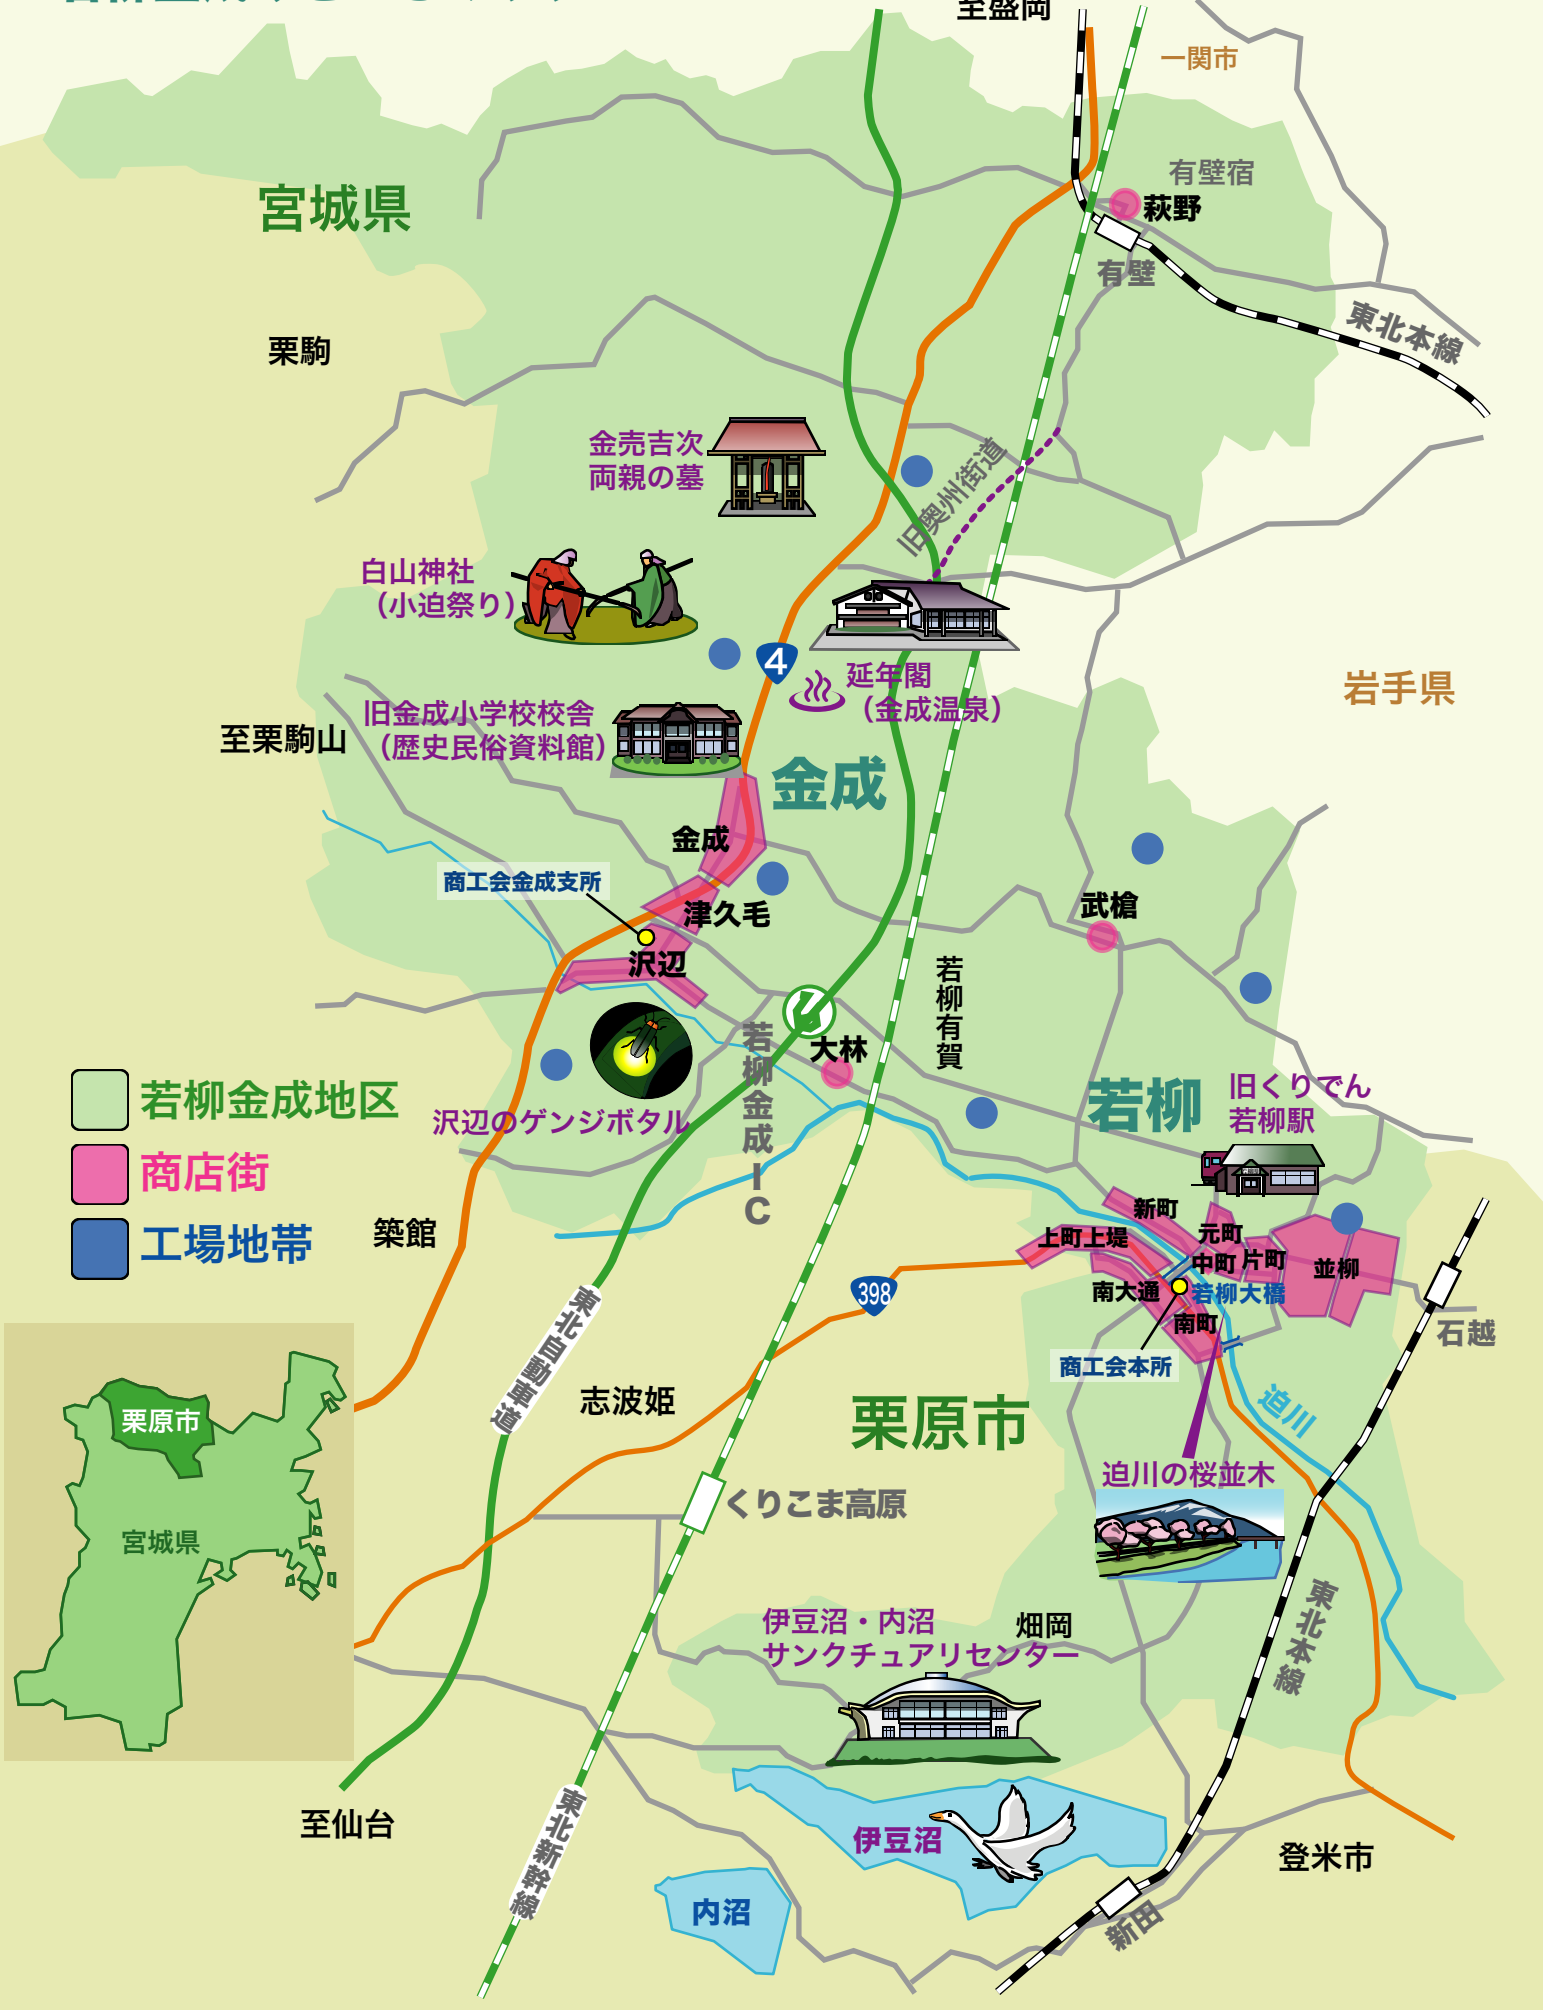 至盛岡
一関市
宮城県
有壁宿
萩野
有壁
東北本線
栗駒
金売吉次
両親の墓
旧奥州街道
白山神社
（小迫祭り）
4
延年閣
（金成温泉）
岩手県
旧金成小学校校舎
（歴史民俗資料館）
至栗駒山
金成
金成
商工会金成支所
津久毛
武槍
沢辺
若柳有賀
大林
若柳金成IC
若柳金成地区
沢辺のゲンジボタル
若柳
旧くりでん
若柳駅
商店街
工場地帯
築館
新町
元町
上町上堤
中町
片町
並柳
南大通
若柳大橋
南町
398
石越
商工会本所
東北自動車道
志波姫
栗原市
迫川
栗原市
宮城県
迫川の桜並木
くりこま高原
伊豆沼・内沼
サンクチュアリセンター
畑岡
東北本線
至仙台
東北新幹線
伊豆沼
登米市
内沼
新田